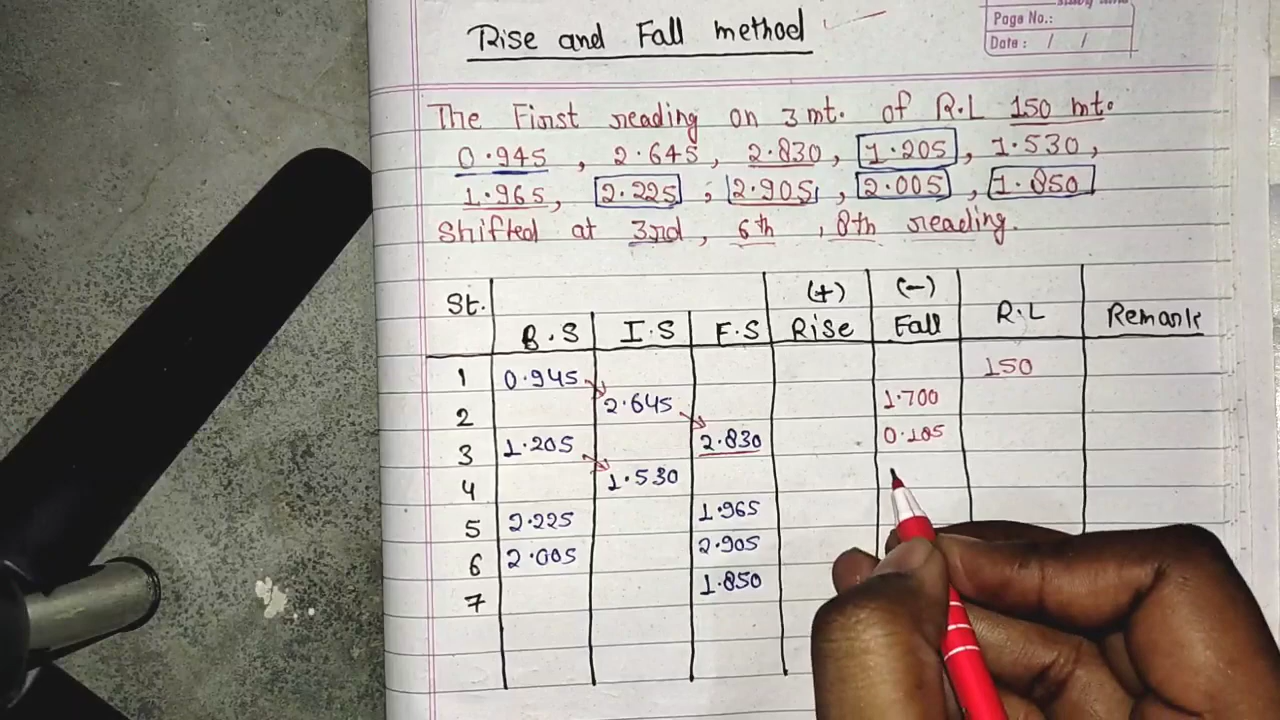 Rise and Fall method
Page No.:
Date : / /
The First reading on 3 mt. of R.L 150 mt.
0.945 , 2.645 , 2.830 , 1.205 , 1.530 ,
1.965 , 2.225 , 2.905 , 2.005 , 1.850
Shifted at 3rd , 6th , 8th reading.
St. B.S I.S F.S (+) Rise (-) Fall R.L Remark
1 0.945 150
2 2.645 1.700
3 1.205 2.830 0.185
4 1.530
5 2.225 1.965
6 2.005 2.905
7 1.850